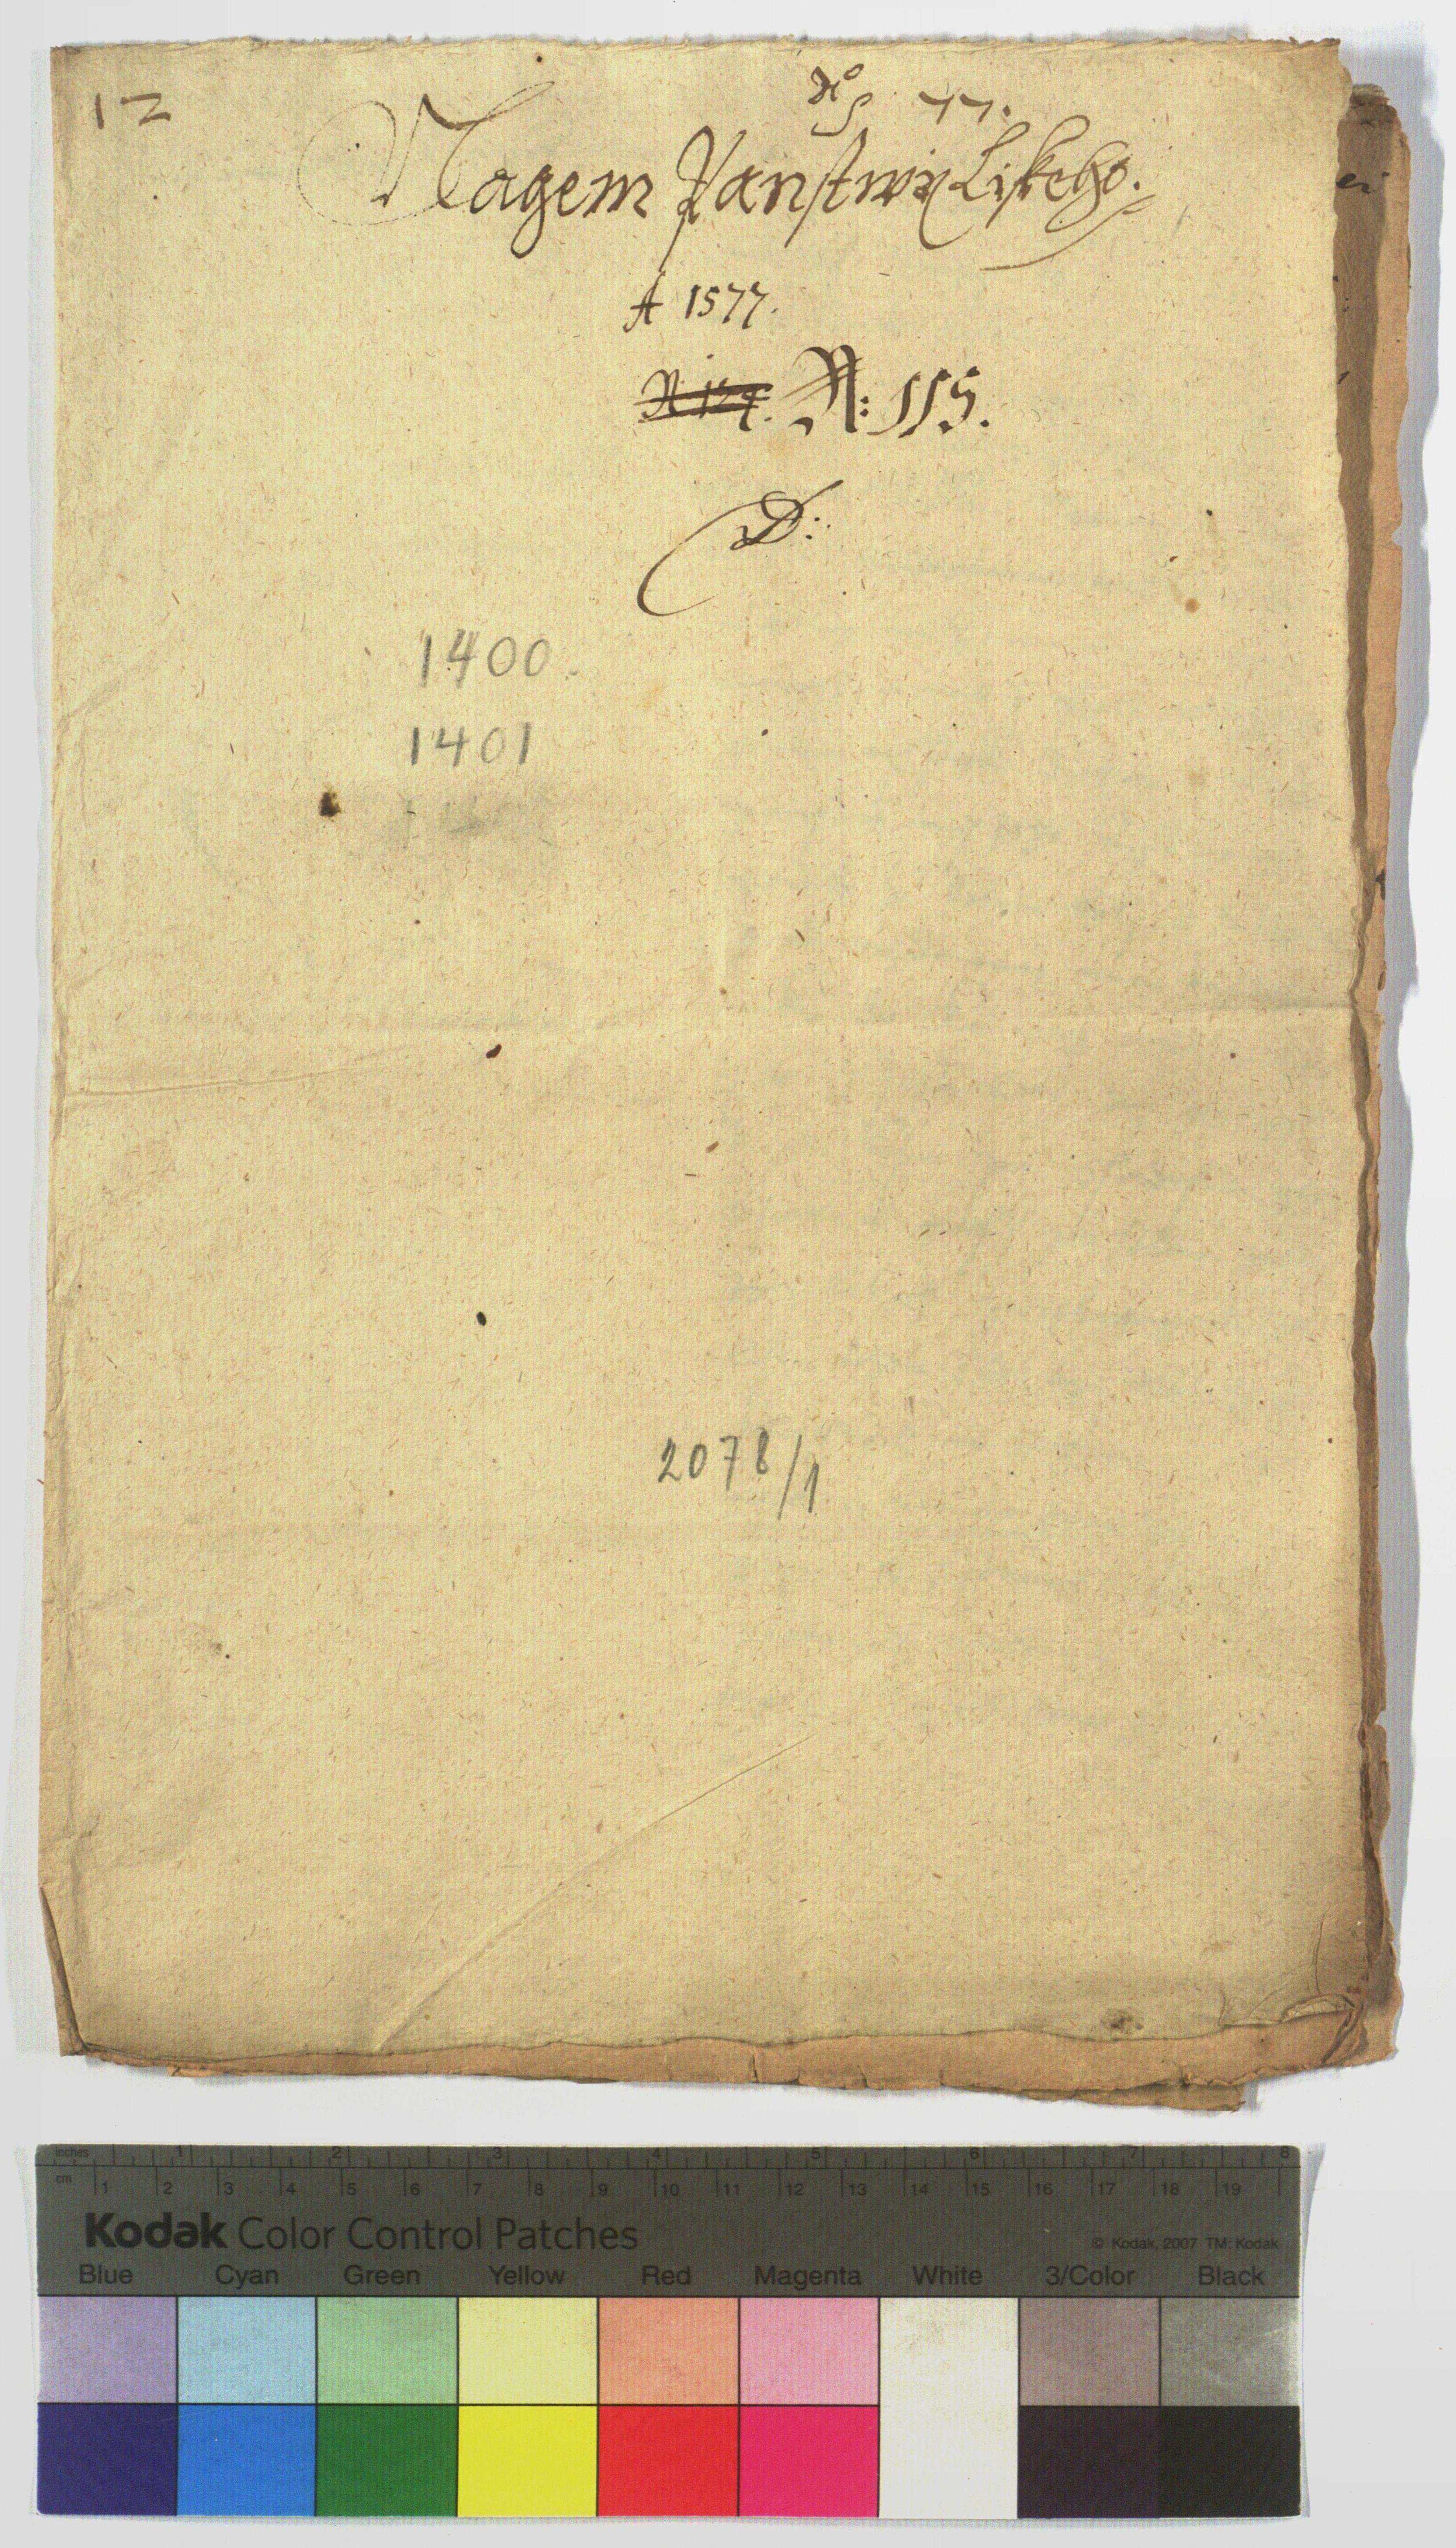 12
No 77.
Nagem Panstwij Liskeho.
A 1577.
N: 115.
D:
1400.
1401
2078/1
inches 1 2 3 4 5 6 7 8
cm 1 2 3 4 5 6 7 8 9 10 11 12 13 14 15 16 17 18 19
Kodak Color Control Patches
© Kodak, 2007 TM: Kodak
Blue Cyan Green Yellow Red Magenta White 3/Color Black